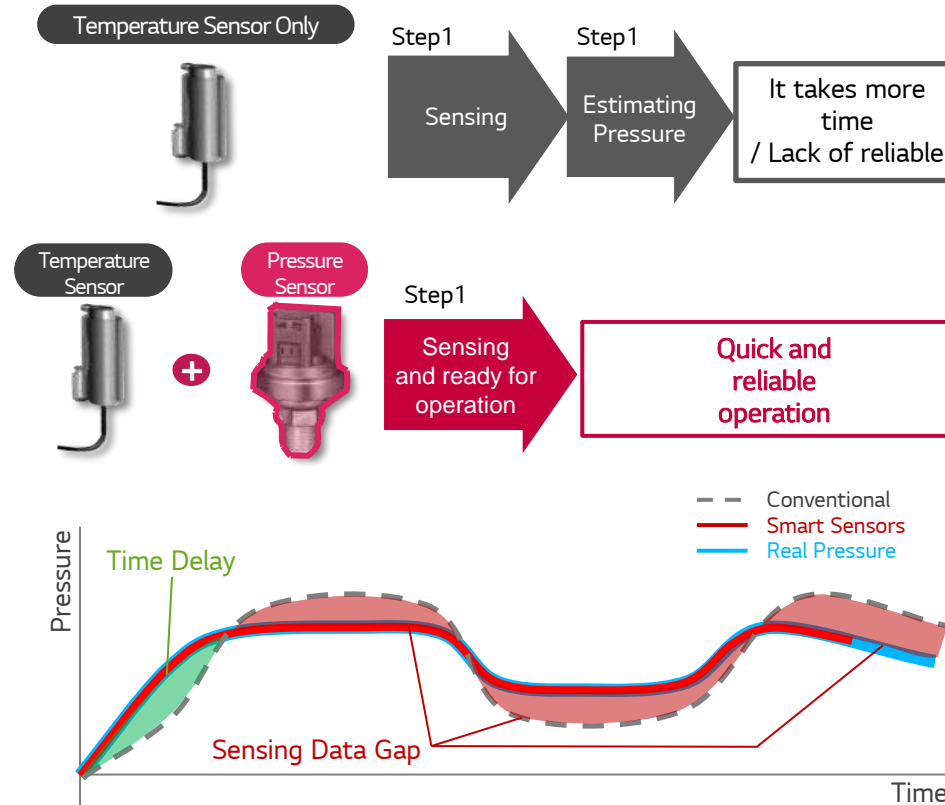 Temperature Sensor Only
Step1
Step1
Sensing
Estimating
Pressure
It takes more
time
/ Lack of reliable
Temperature
Sensor
Pressure
Sensor
Step1
+
Sensing
and ready for
operation
Quick and
reliable
operation
Conventional
Smart Sensors
Real Pressure
Pressure
Time Delay
Sensing Data Gap
Time